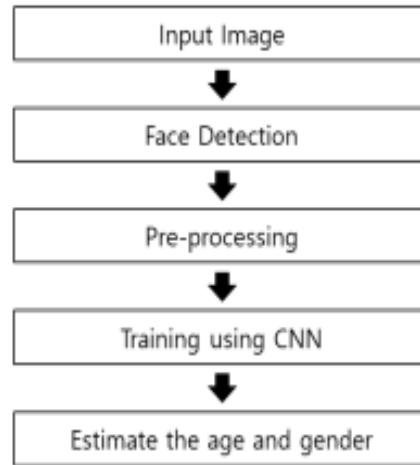 Input Image
Face Detection
Pre-processing
Training using CNN
Estimate the age and gender